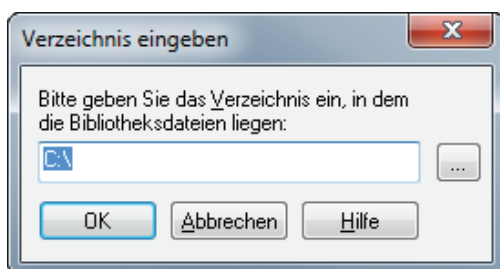 Verzeichnis eingeben
Bitte geben Sie das Verzeichnis ein, in dem
die Bibliotheksdateien liegen:
C:\
...
OK Abbrechen Hilfe